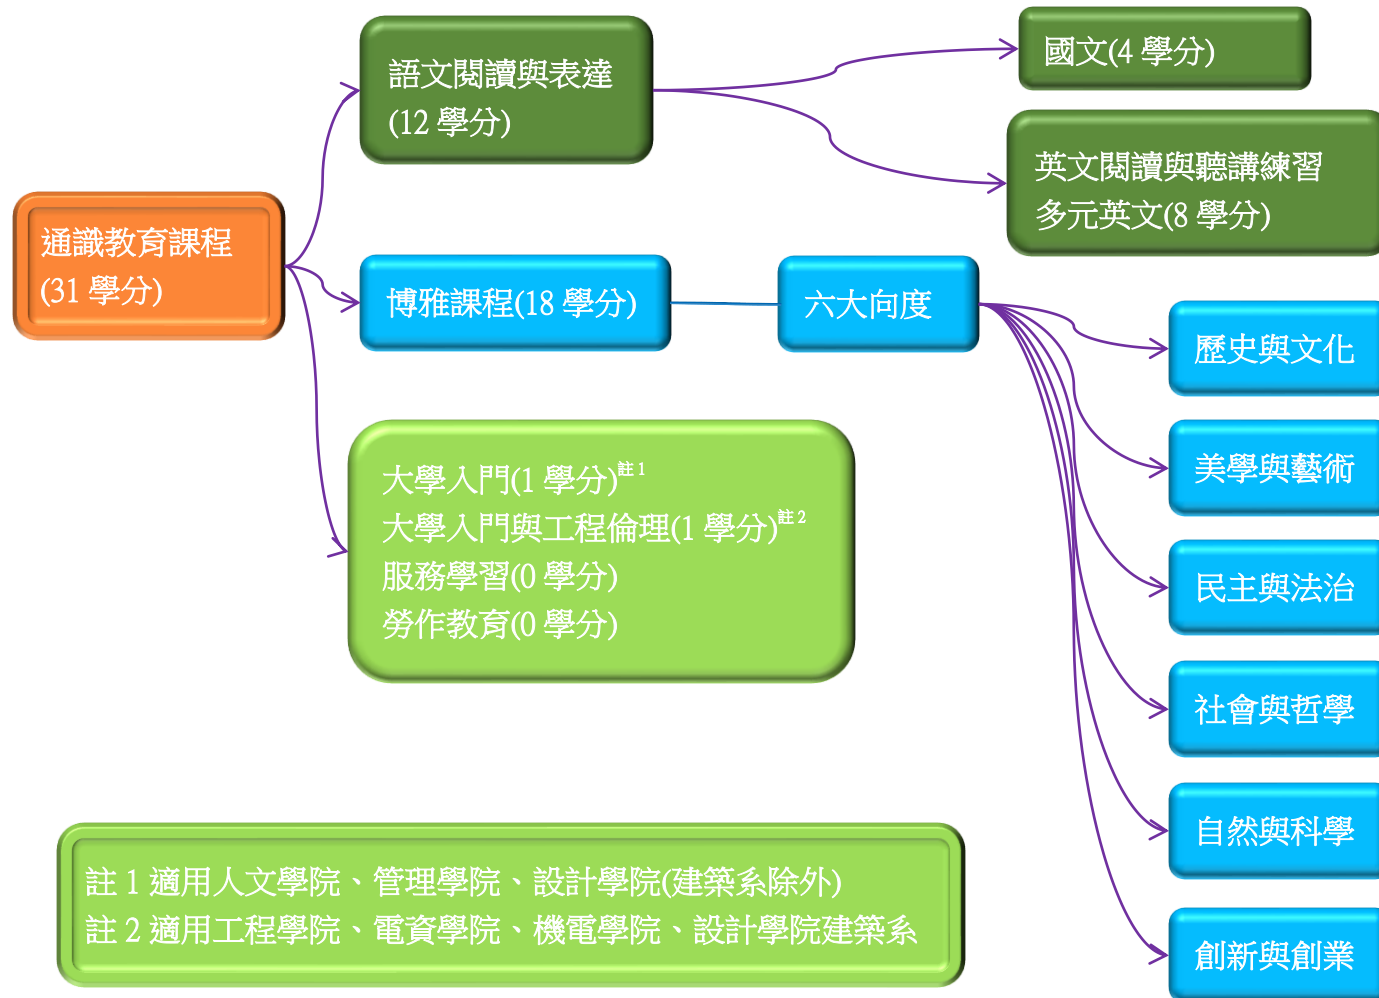 通識教育課程
(31 學分)
語文閱讀與表達
(12 學分)
國文(4 學分)
英文閱讀與聽講練習
多元英文(8 學分)
博雅課程(18 學分)
六大向度
歷史與文化
美學與藝術
民主與法治
社會與哲學
自然與科學
創新與創業
大學入門(1 學分)註 1
大學入門與工程倫理(1 學分)註 2
服務學習(0 學分)
勞作教育(0 學分)
註 1 適用人文學院、管理學院、設計學院(建築系除外)
註 2 適用工程學院、電資學院、機電學院、設計學院建築系